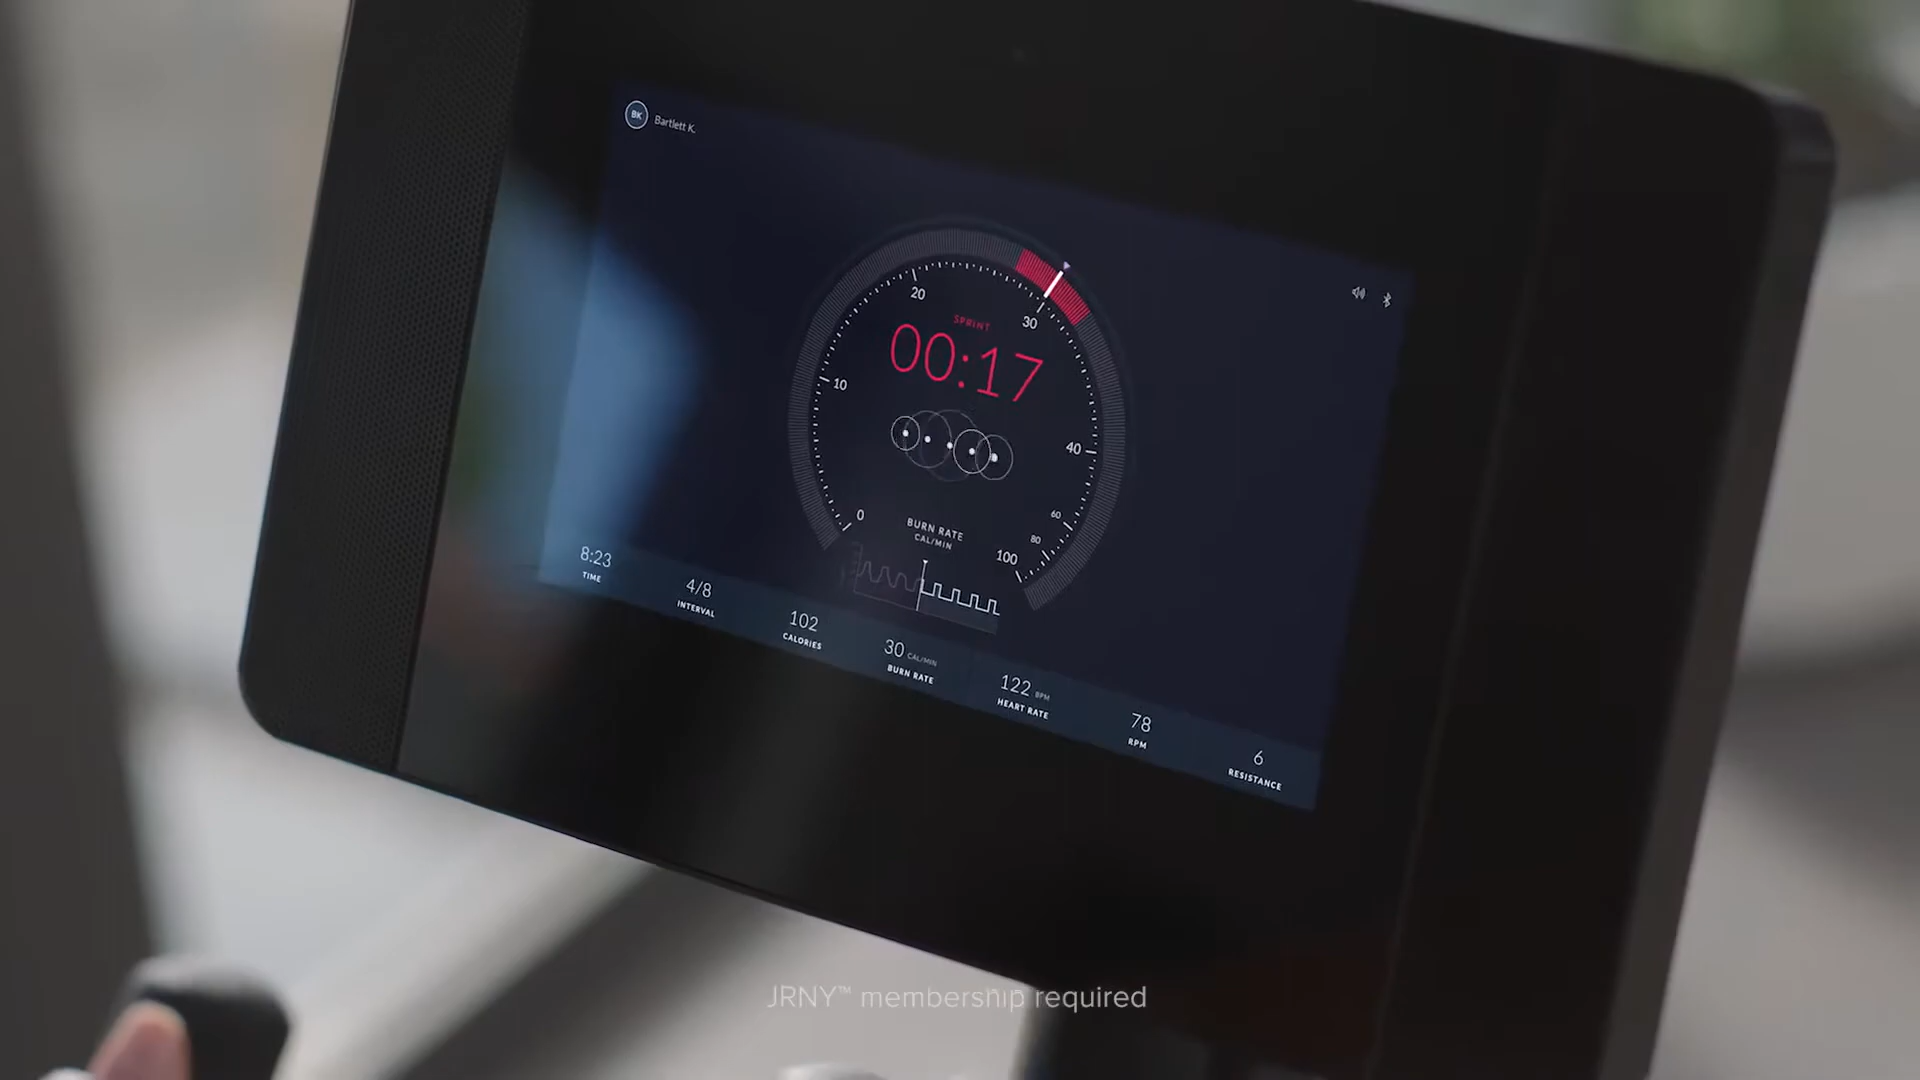 BK Bartlett K.
20
30
SPRINT
00:17
10
40
0
60
BURN RATE
CAL/MIN
80
100
8:23
TIME
4/8
INTERVAL
102
CALORIES
30 CAL/MIN
BURN RATE
122 BPM
HEART RATE
78
RPM
6
RESISTANCE
JRNY™ membership required